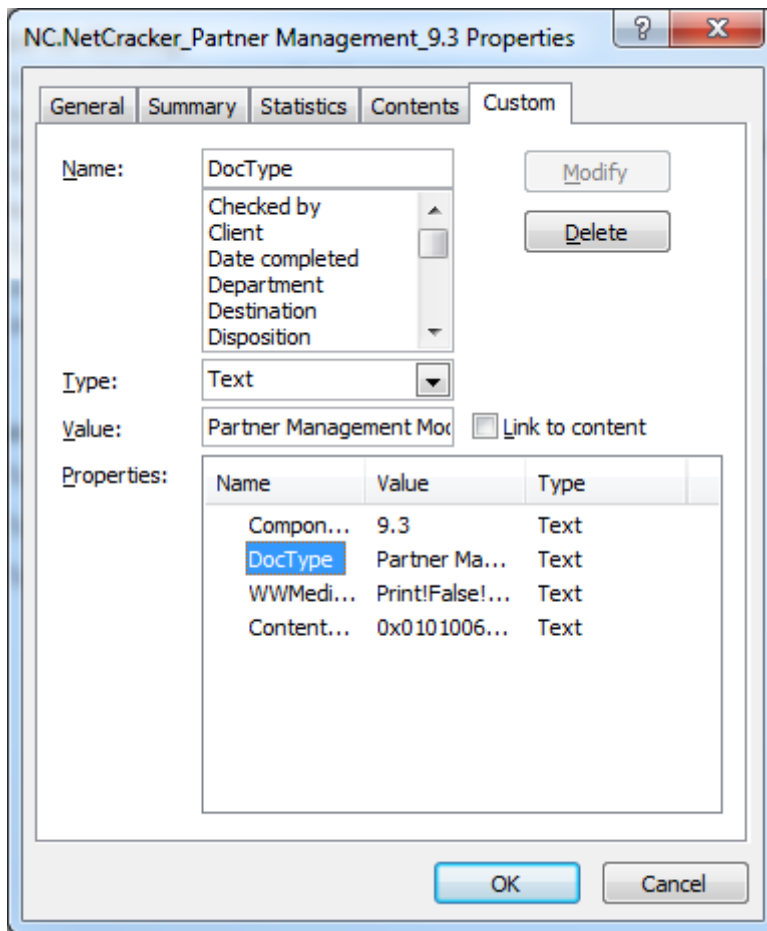 NC.NetCracker_Partner Management_9.3 Properties
General Summary Statistics Contents Custom
Name: DocType Modify
Checked by
Client
Date completed
Department
Destination
Disposition
Delete
Type: Text
Value: Partner Management Moc Link to content
Properties: Name Value Type
Compon... 9.3 Text
DocType Partner Ma... Text
WWMedi... Print!False!... Text
Content... 0x0101006... Text
OK Cancel